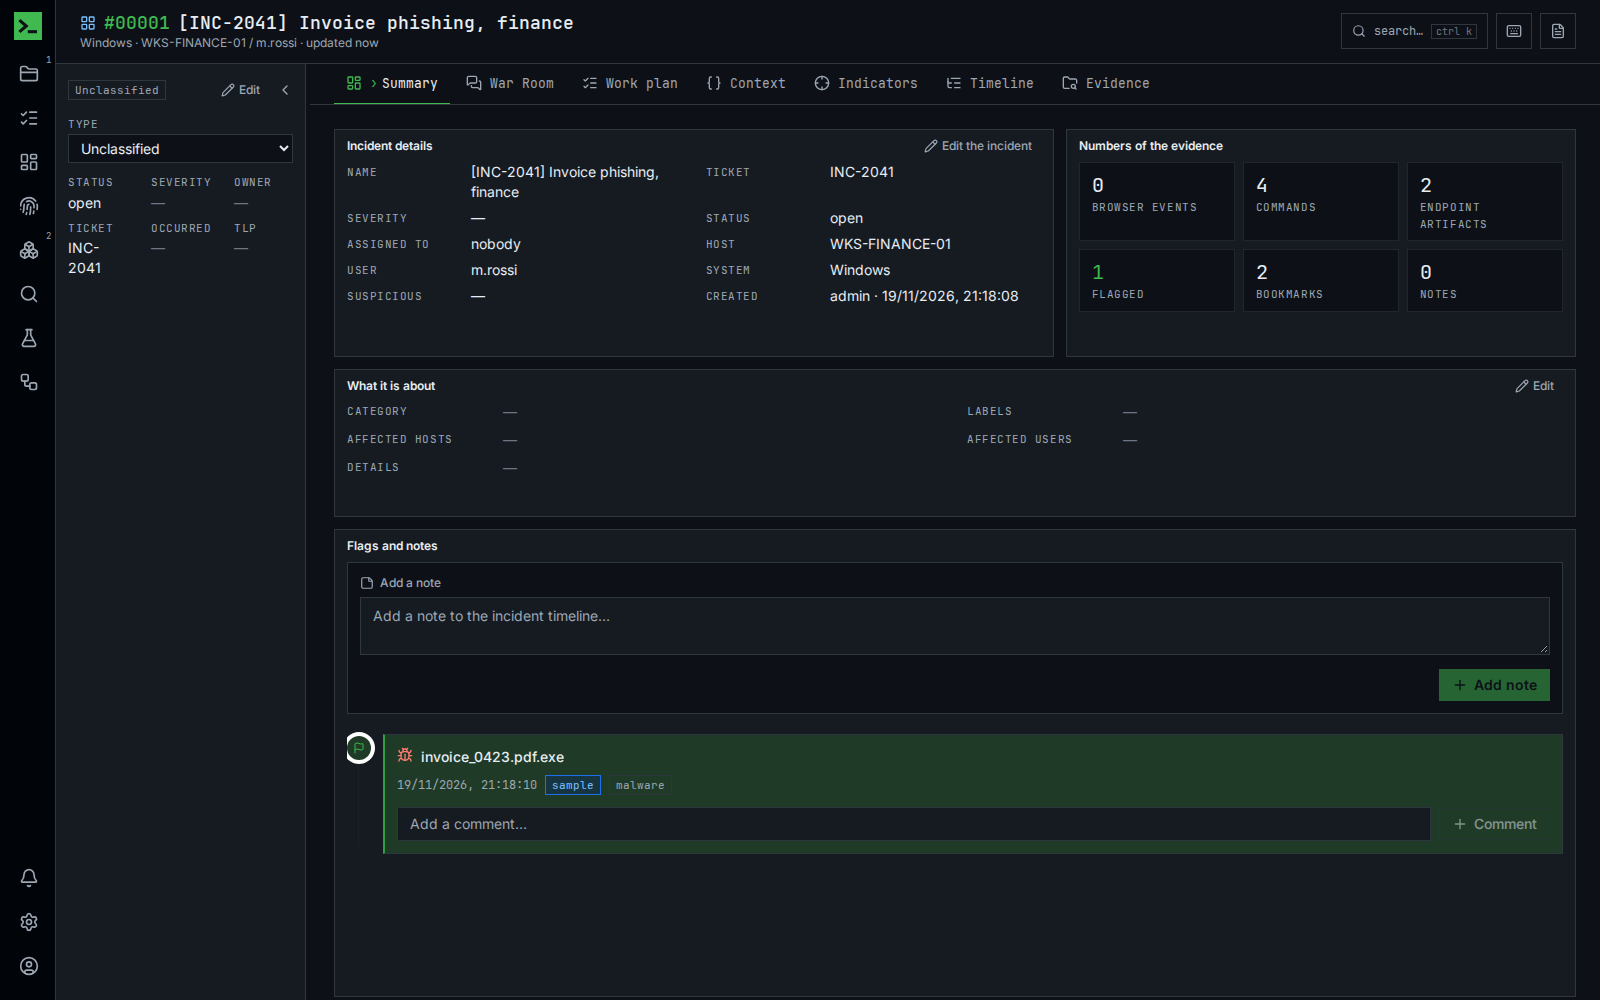 #00001 [INC-2041] Invoice phishing, finance
Windows · WKS-FINANCE-01 / m.rossi · updated now
search… ctrl k
1
2
Unclassified
Edit
TYPE
Unclassified
STATUS SEVERITY OWNER
open — —
TICKET OCCURRED TLP
INC-2041 — —
Summary War Room Work plan Context Indicators Timeline Evidence
Incident details
Edit the incident
NAME [INC-2041] Invoice phishing, finance
TICKET INC-2041
SEVERITY —
STATUS open
ASSIGNED TO nobody
HOST WKS-FINANCE-01
USER m.rossi
SYSTEM Windows
SUSPICIOUS —
CREATED admin · 19/11/2026, 21:18:08
Numbers of the evidence
0
BROWSER EVENTS
4
COMMANDS
2
ENDPOINT ARTIFACTS
1
FLAGGED
2
BOOKMARKS
0
NOTES
What it is about
Edit
CATEGORY —
LABELS —
AFFECTED HOSTS —
AFFECTED USERS —
DETAILS —
Flags and notes
Add a note
Add a note to the incident timeline…
+ Add note
invoice_0423.pdf.exe
19/11/2026, 21:18:10 sample malware
Add a comment…
+ Comment